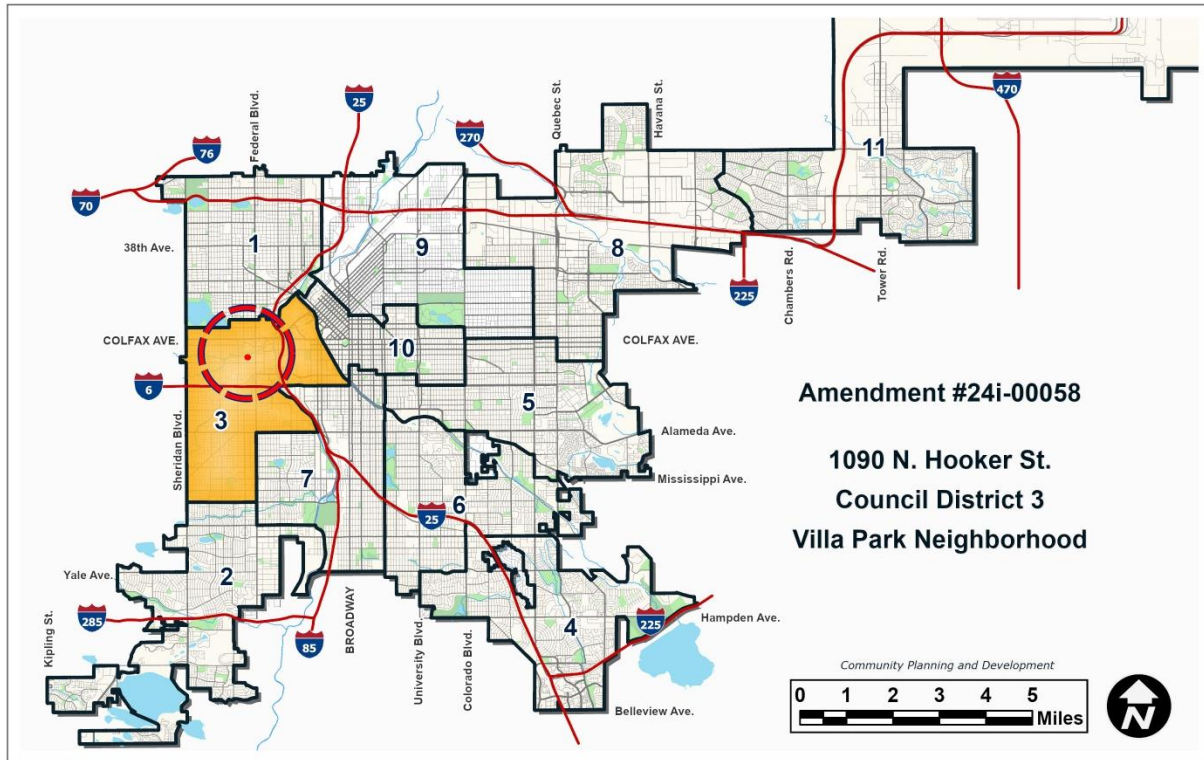 25
270
Quebec St.
Havana St.
470
Federal Blvd.
76
70
11
38th Ave.
1
9
8
225
Chambers Rd.
Tower Rd.
COLFAX AVE.
10
COLFAX AVE.
6
3
5
Amendment #24i-00058
Sheridan Blvd.
Alameda Ave.
7
Mississippi Ave.
1090 N. Hooker St.
25
6
Council District 3
Villa Park Neighborhood
Yale Ave.
2
285
Kipling St.
85
BROADWAY
University Blvd.
Colorado Blvd.
4
225
Hampden Ave.
Belleview Ave.
Community Planning and Development
0 1 2 3 4 5
Miles
N